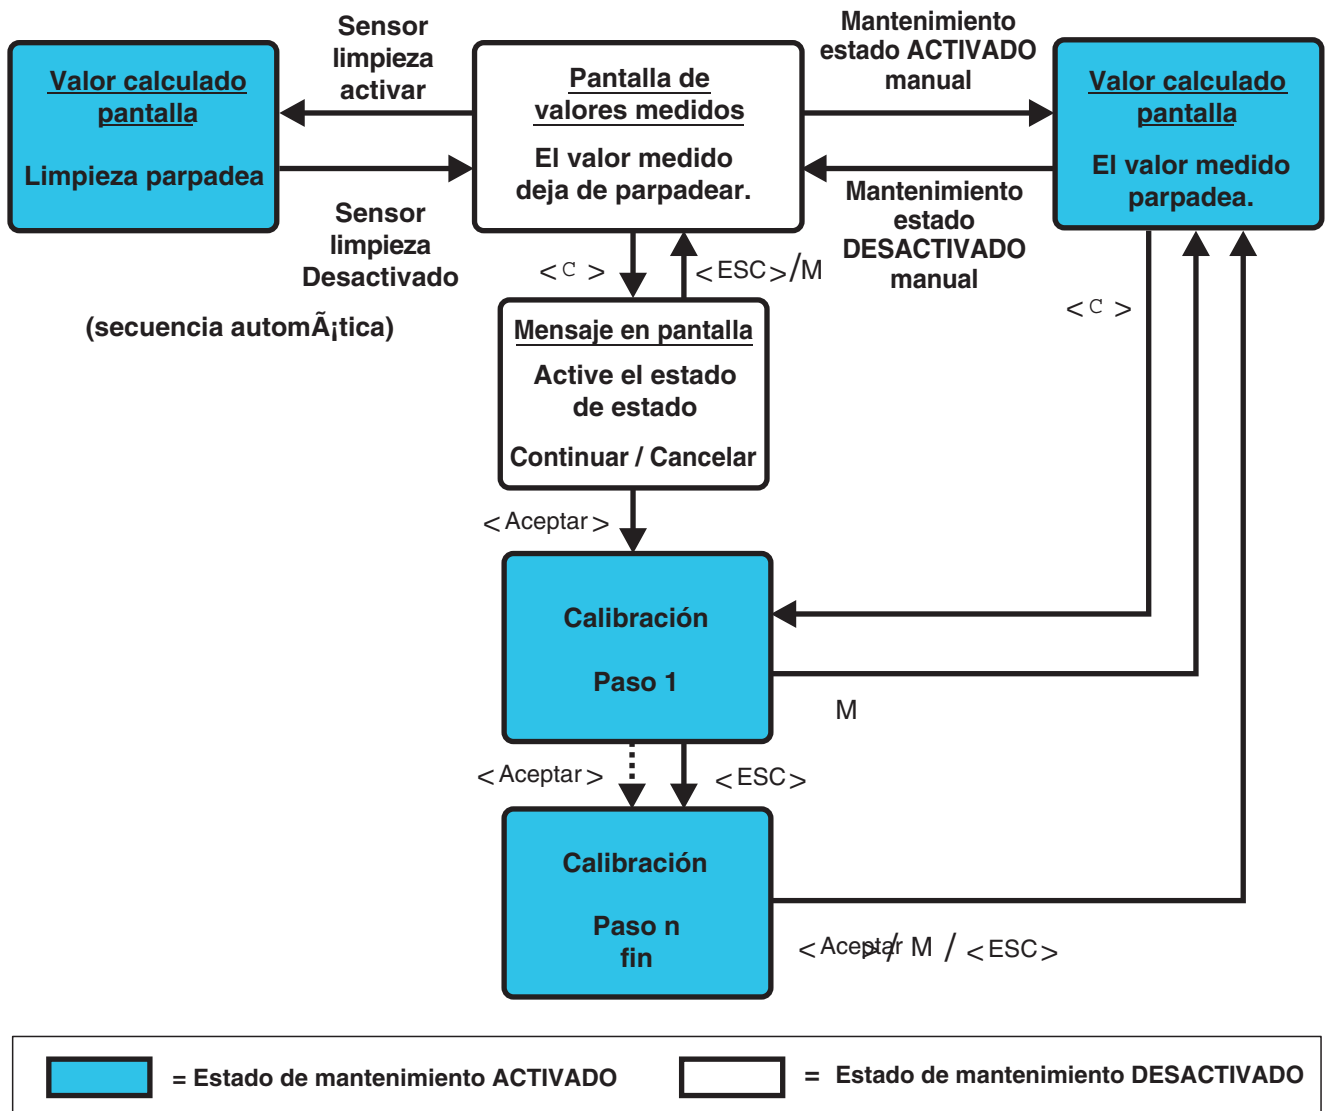 Valor calculado
pantalla
Limpieza parpadea
Sensor
limpieza
activar
Sensor
limpieza
Desactivado
(secuencia automÃ¡tica)
Pantalla de
valores medidos
El valor medido
deja de parpadear.
Mantenimiento
estado ACTIVADO
manual
Mantenimiento
estado
DESACTIVADO
manual
Valor calculado
pantalla
El valor medido
parpadea.
< C >
<ESC>/M
< C >
Mensaje en pantalla
Active el estado
de estado
Continuar / Cancelar
<Aceptar>
Calibración
Paso 1
M
<Aceptar>
<ESC>
Calibración
Paso n
fin
<Aceptar>/ M / <ESC>
= Estado de mantenimiento ACTIVADO
= Estado de mantenimiento DESACTIVADO